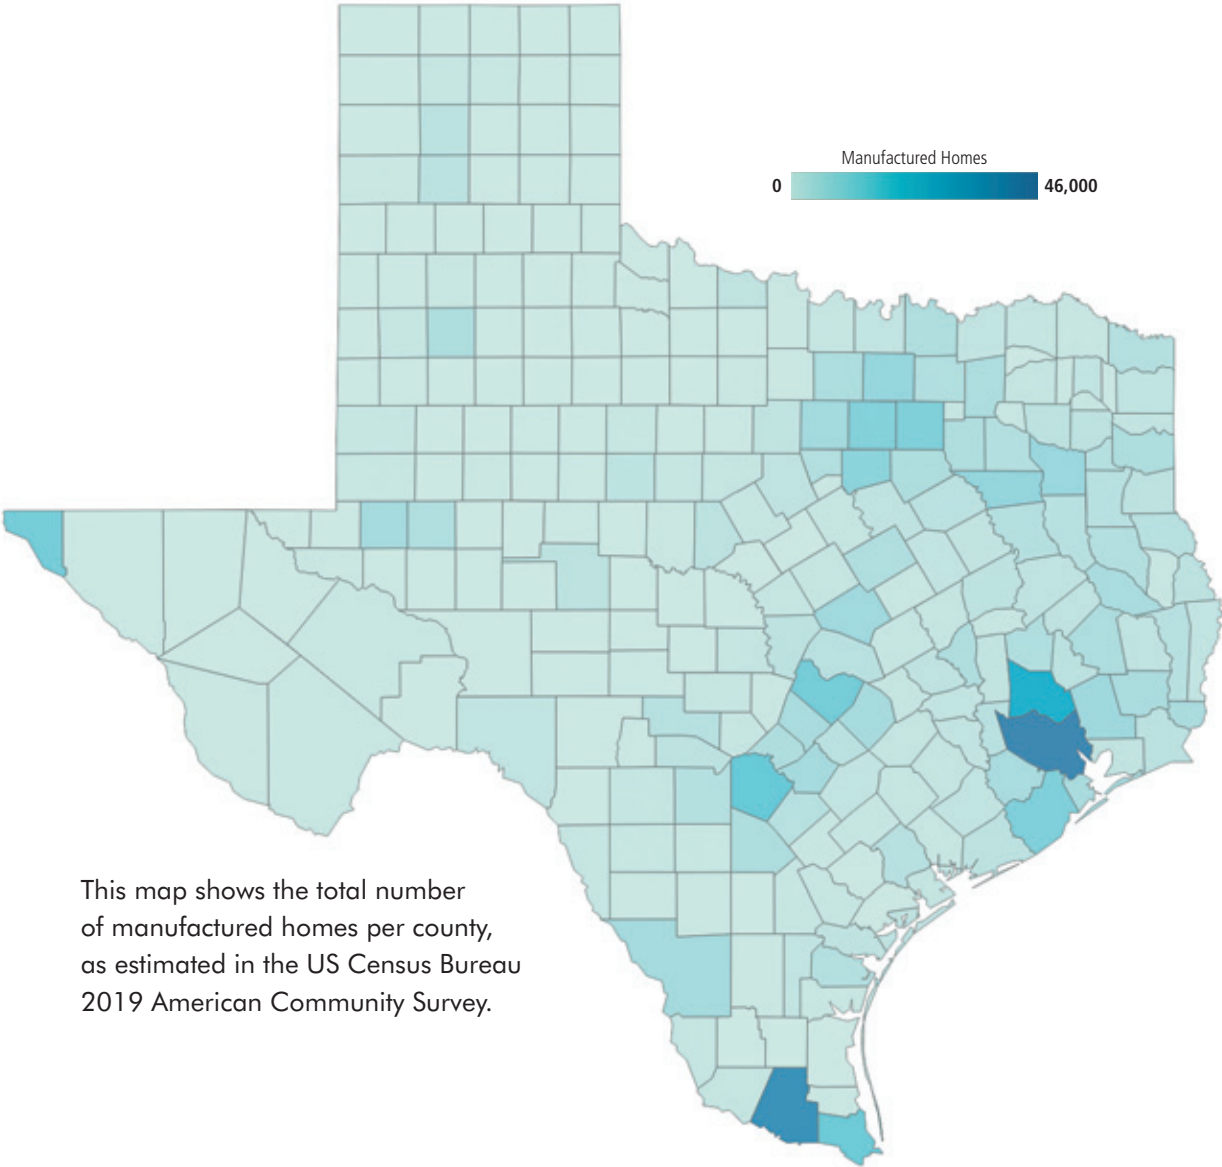 Manufactured Homes
0 46,000
This map shows the total number
of manufactured homes per county,
as estimated in the US Census Bureau
2019 American Community Survey.